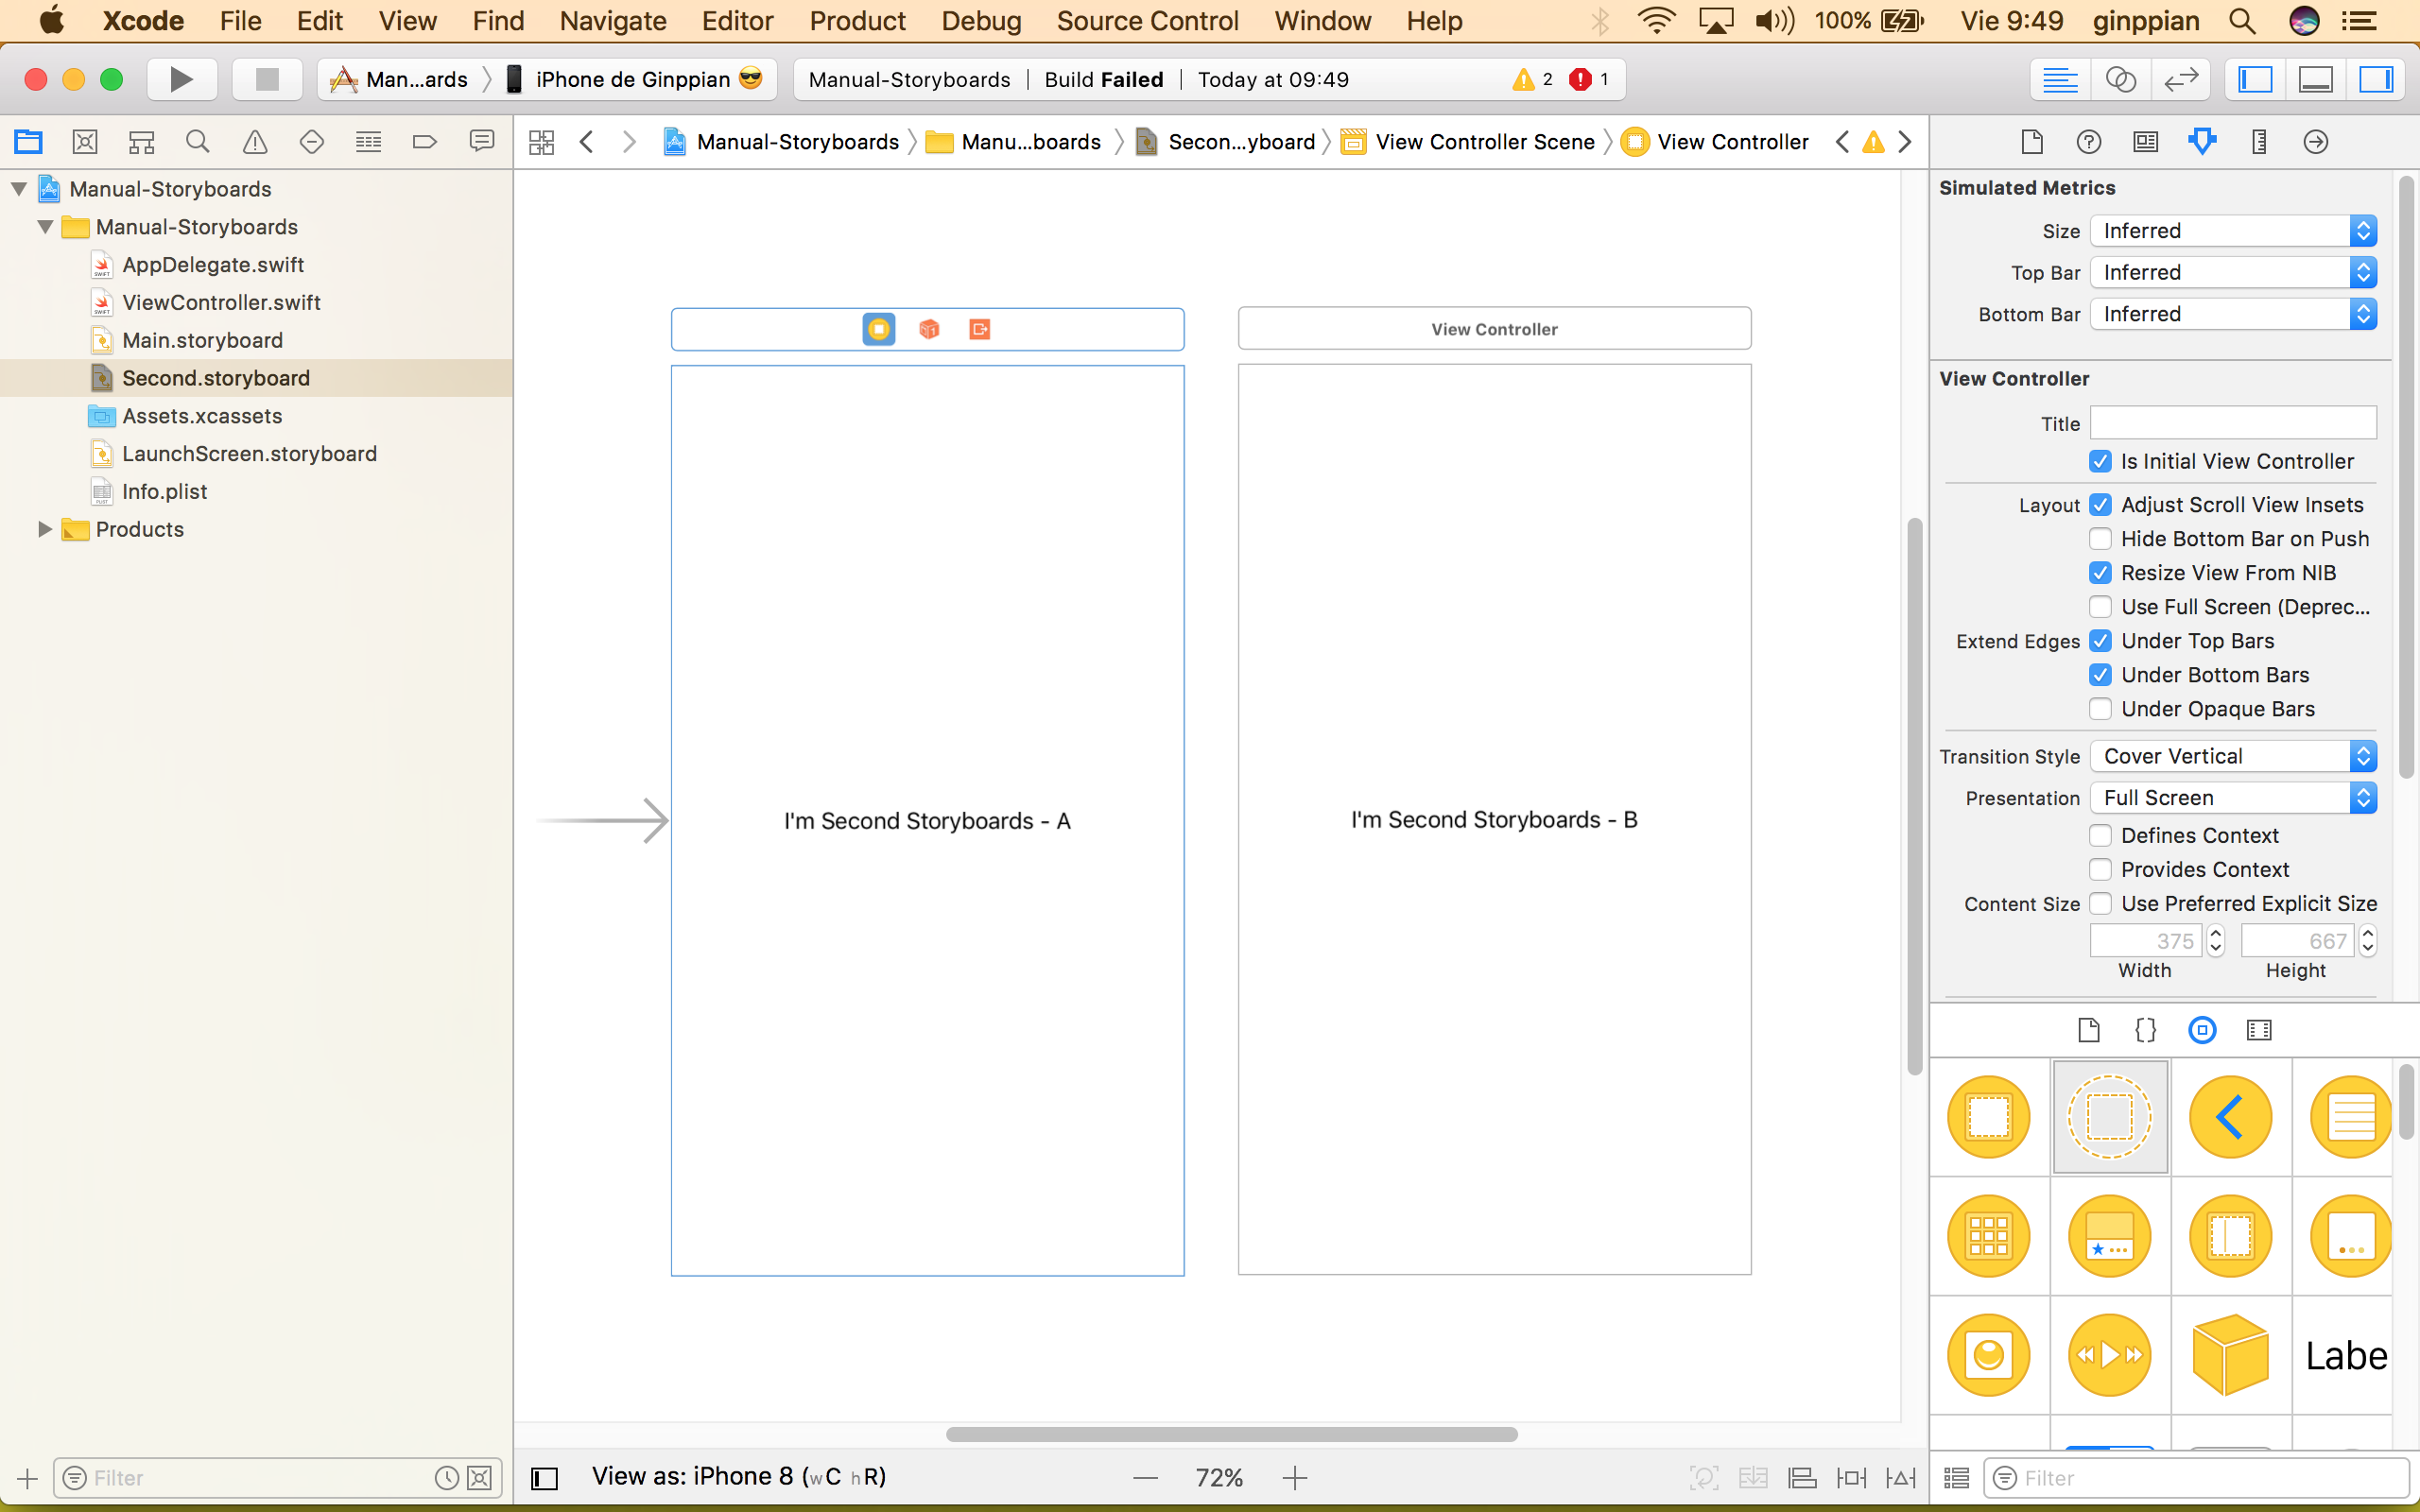 Xcode File Edit View Find Navigate Editor Product Debug Source Control Window Help 100% Vie 9:49 ginppian
Man...ards iPhone de Ginppian 😎 Manual-Storyboards | Build Failed | Today at 09:49 2 1
Manual-Storyboards Manu...boards Secon...yboard View Controller Scene View Controller
Manual-Storyboards
Manual-Storyboards
AppDelegate.swift
ViewController.swift
Main.storyboard
Second.storyboard
Assets.xcassets
LaunchScreen.storyboard
Info.plist
Products
Filter
View Controller
I'm Second Storyboards - A
I'm Second Storyboards - B
View as: iPhone 8 (wC hR)
72%
Simulated Metrics
Size Inferred
Top Bar Inferred
Bottom Bar Inferred
View Controller
Title
Is Initial View Controller
Layout Adjust Scroll View Insets
Hide Bottom Bar on Push
Resize View From NIB
Use Full Screen (Deprec...
Extend Edges Under Top Bars
Under Bottom Bars
Under Opaque Bars
Transition Style Cover Vertical
Presentation Full Screen
Defines Context
Provides Context
Content Size Use Preferred Explicit Size
375 667
Width Height
{}
Labe
Filter